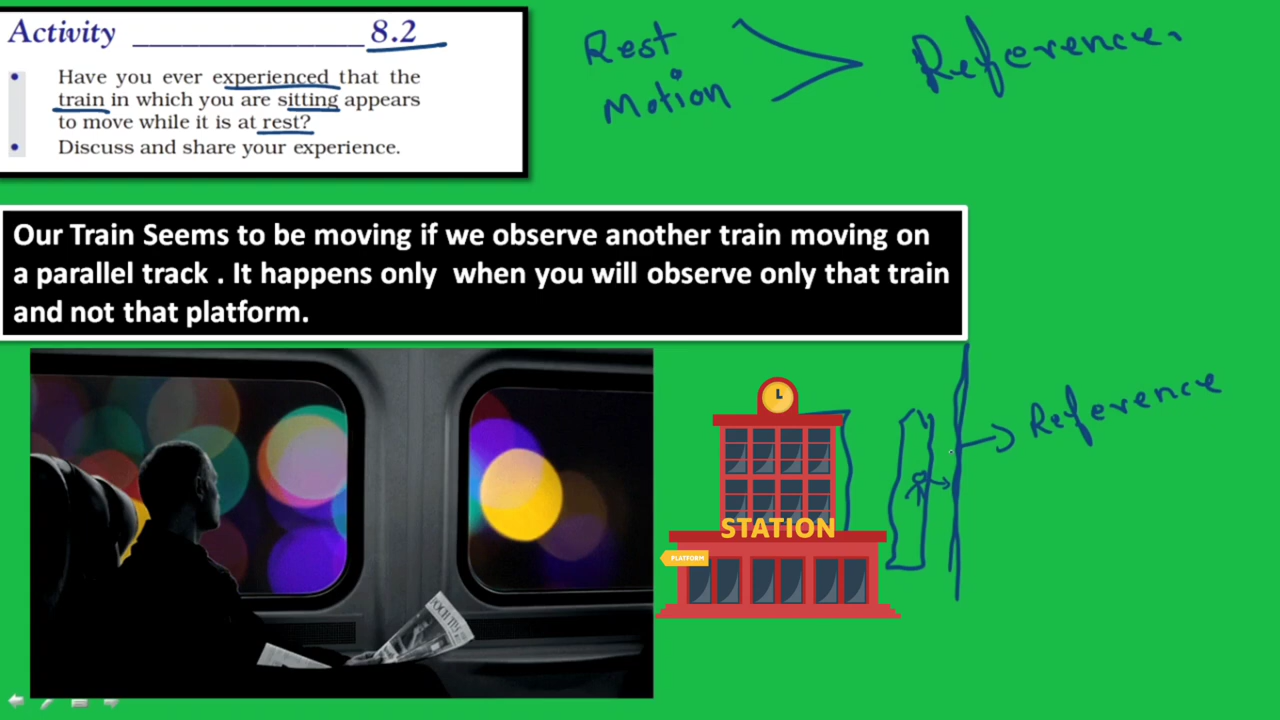 Activity 8.2
Have you ever experienced that the
train in which you are sitting appears
to move while it is at rest?
Discuss and share your experience.
Rest
Motion
Reference.
Our Train Seems to be moving if we observe another train moving on
a parallel track . It happens only when you will observe only that train
and not that platform.
Reference
STATION
PLATFORM